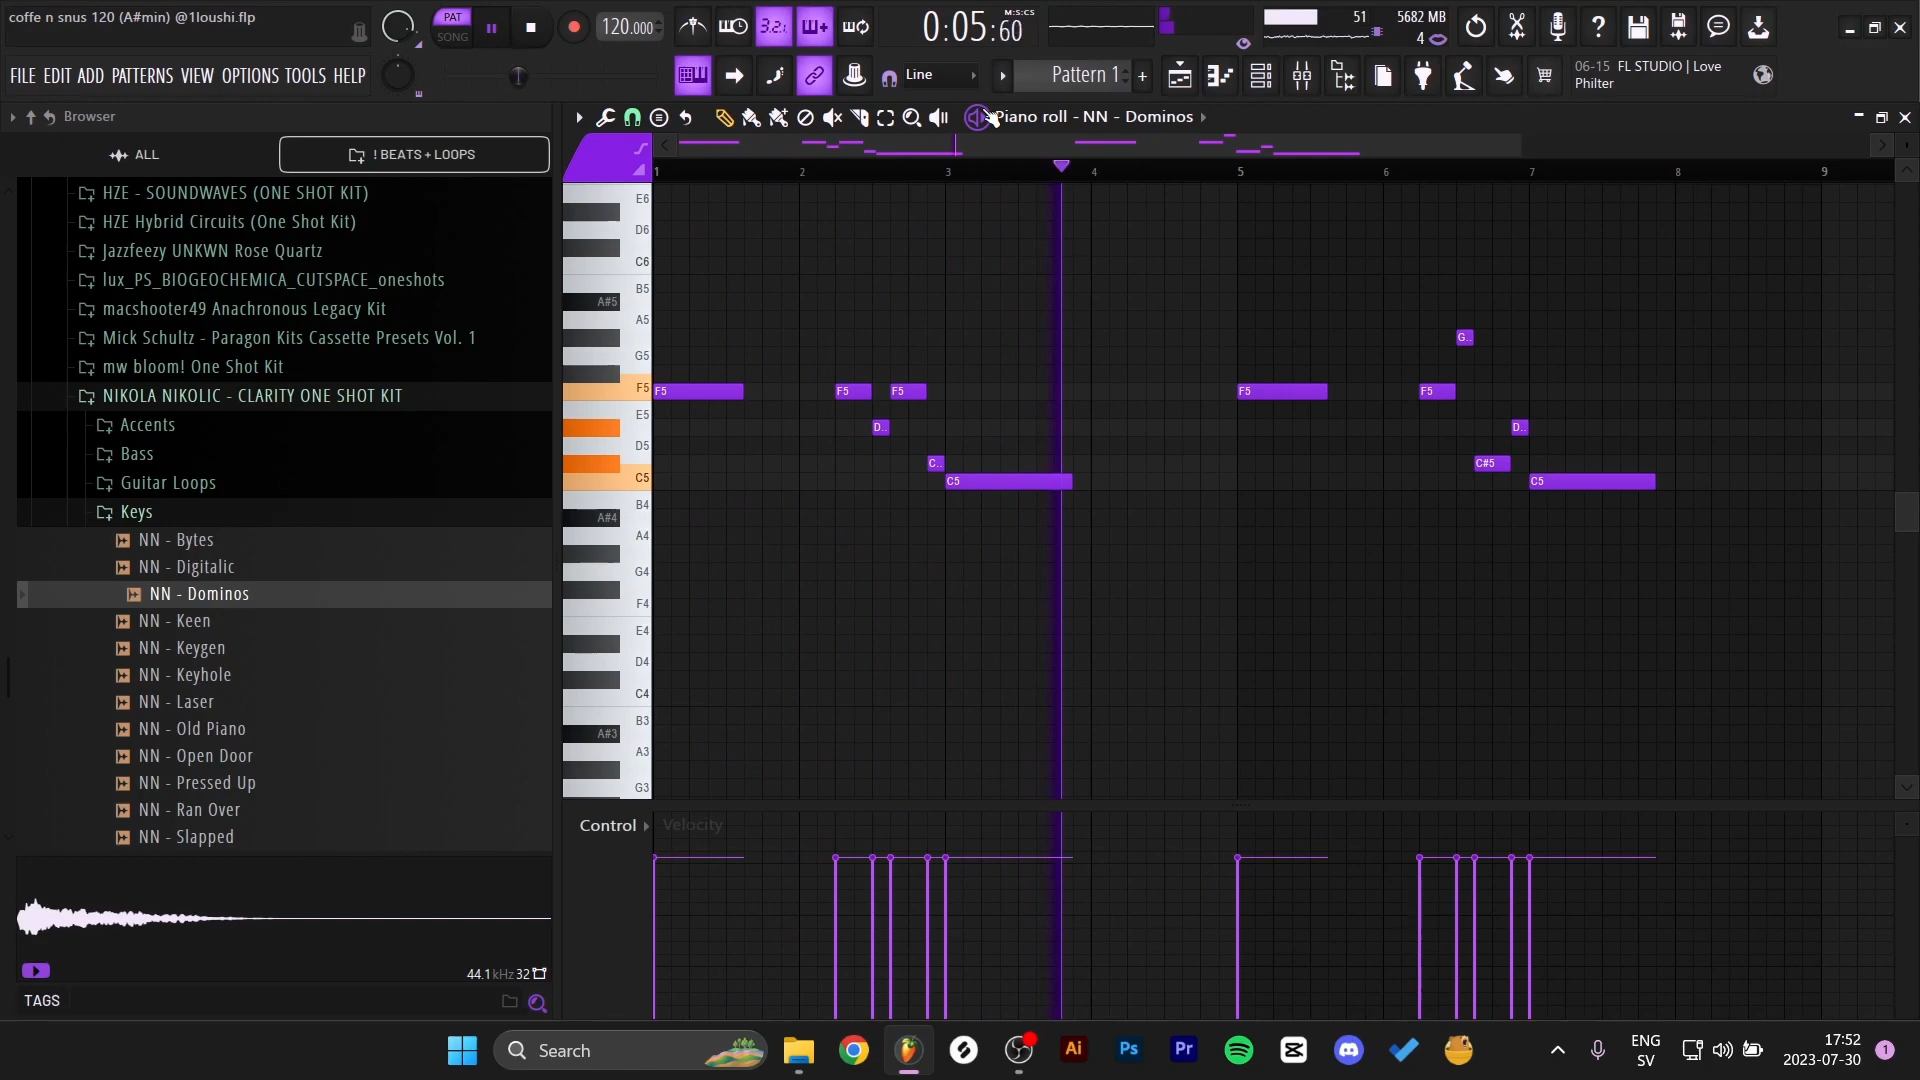 coffe n snus 120 (A#min) @1loushi.flp
PAT
SONG
120.000
3.2.1
0:05:60
M:S:CS
51
5682 MB
4
FILE EDIT ADD PATTERNS VIEW OPTIONS TOOLS HELP
Line
Pattern 1
06-15 FL STUDIO | Love
Philter
Browser
Piano roll - NN - Dominos
ALL
! BEATS + LOOPS
HZE - SOUNDWAVES (ONE SHOT KIT)
HZE Hybrid Circuits (One Shot Kit)
Jazzfeezy UNKWN Rose Quartz
lux_PS_BIOGEOCHEMICA_CUTSPACE_oneshots
macshooter49 Anachronous Legacy Kit
Mick Schultz - Paragon Kits Cassette Presets Vol. 1
mw bloom! One Shot Kit
NIKOLA NIKOLIC - CLARITY ONE SHOT KIT
Accents
Bass
Guitar Loops
Keys
NN - Bytes
NN - Digitalic
NN - Dominos
NN - Keen
NN - Keygen
NN - Keyhole
NN - Laser
NN - Old Piano
NN - Open Door
NN - Pressed Up
NN - Ran Over
NN - Slapped
44.1kHz 32
TAGS
1 2 3 4 5 6 7 8 9
E6
D6
C6
B5
A#5
A5
G5
F5
E5
D5
C5
B4
A#4
A4
G4
F4
E4
D4
C4
B3
A#3
A3
G3
G..
F5 F5 F5 F5 F5
D.. D..
C.. C#5
C5 C5
Control
Velocity
Search
Ai
Ps
Pr
ENG
SV
17:52
2023-07-30
1